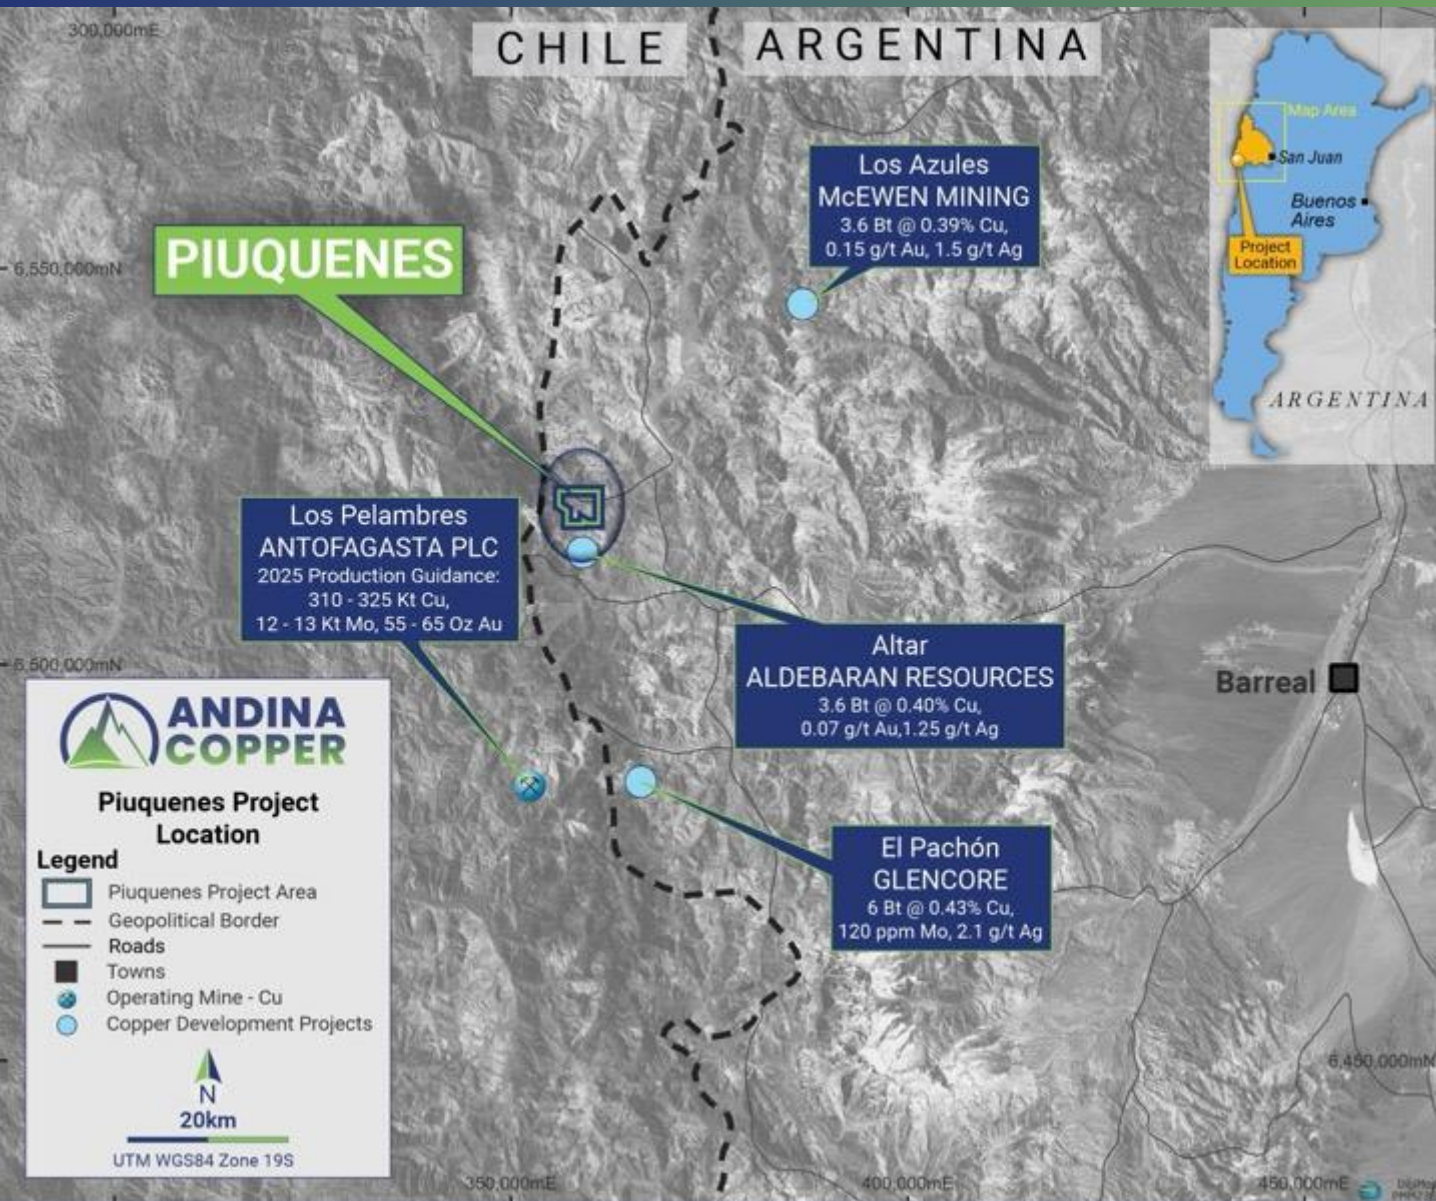 300,000mE
CHILE
ARGENTINA
Map Area
San Juan
Buenos
Aires
Project
Location
ARGENTINA
Los Azules
McEWEN MINING
3.6 Bt @ 0.39% Cu,
0.15 g/t Au, 1.5 g/t Ag
PIUQUENES
6,550,000mN
Los Pelambres
ANTOFAGASTA PLC
2025 Production Guidance:
310 - 325 Kt Cu,
12 - 13 Kt Mo, 55 - 65 Oz Au
Altar
ALDEBARAN RESOURCES
3.6 Bt @ 0.40% Cu,
0.07 g/t Au,1.25 g/t Ag
6,500,000mN
Barreal
ANDINA
COPPER
Piuquenes Project
Location
Legend
Piuquenes Project Area
Geopolitical Border
Roads
Towns
Operating Mine - Cu
Copper Development Projects
N
20km
UTM WGS84 Zone 19S
El Pachón
GLENCORE
6 Bt @ 0.43% Cu,
120 ppm Mo, 2.1 g/t Ag
6,450,000mN
350,000mE
400,000mE
450,000mE